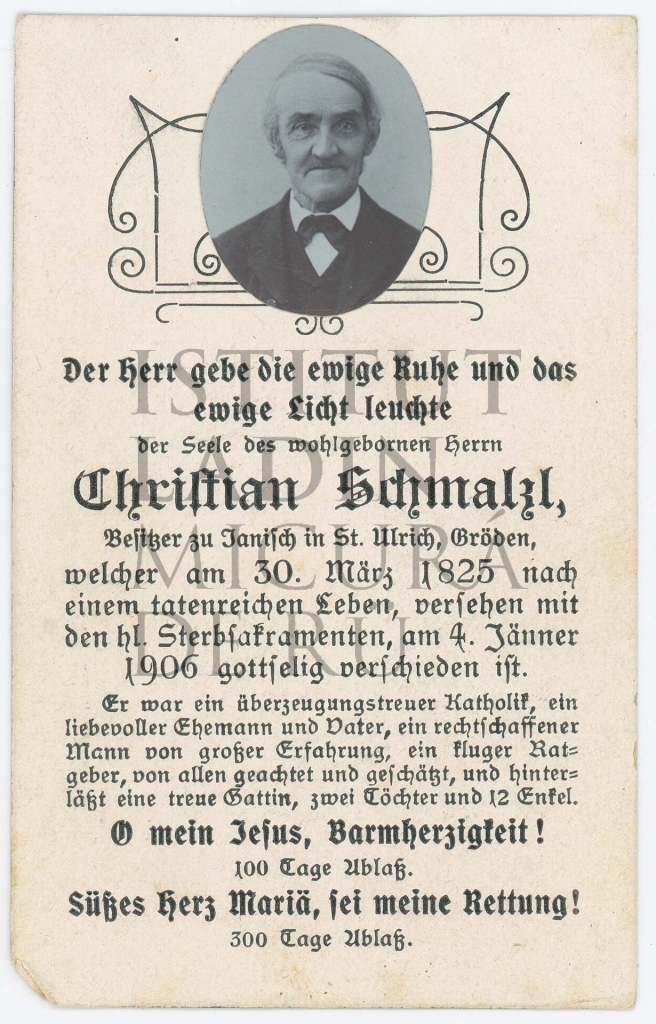 Der Herr gebe die ewige Ruhe und das
ewige Licht leuchte
der Seele des wohlgebornen Herrn
Christian Schmalzl,
Besitzer zu Janisch in St. Ulrich, Gröden,
welcher am 30. März 1825 nach
einem tatenreichen Leben, versehen mit
den hl. Sterbsakramenten, am 4. Jänner
1906 gottselig verschieden ist.
Er war ein überzeugungstreuer Katholik, ein
liebevoller Ehemann und Vater, ein rechtschaffener
Mann von großer Erfahrung, ein kluger Rat=
geber, von allen geachtet und geschätzt, und hinter=
läßt eine treue Gattin, zwei Töchter und 12 Enkel.
O mein Jesus, Barmherzigkeit!
100 Tage Ablaß.
Süßes Herz Mariä, sei meine Rettung!
300 Tage Ablaß.
ISTITUT
LADIN
MICURÁ
DE RÜ